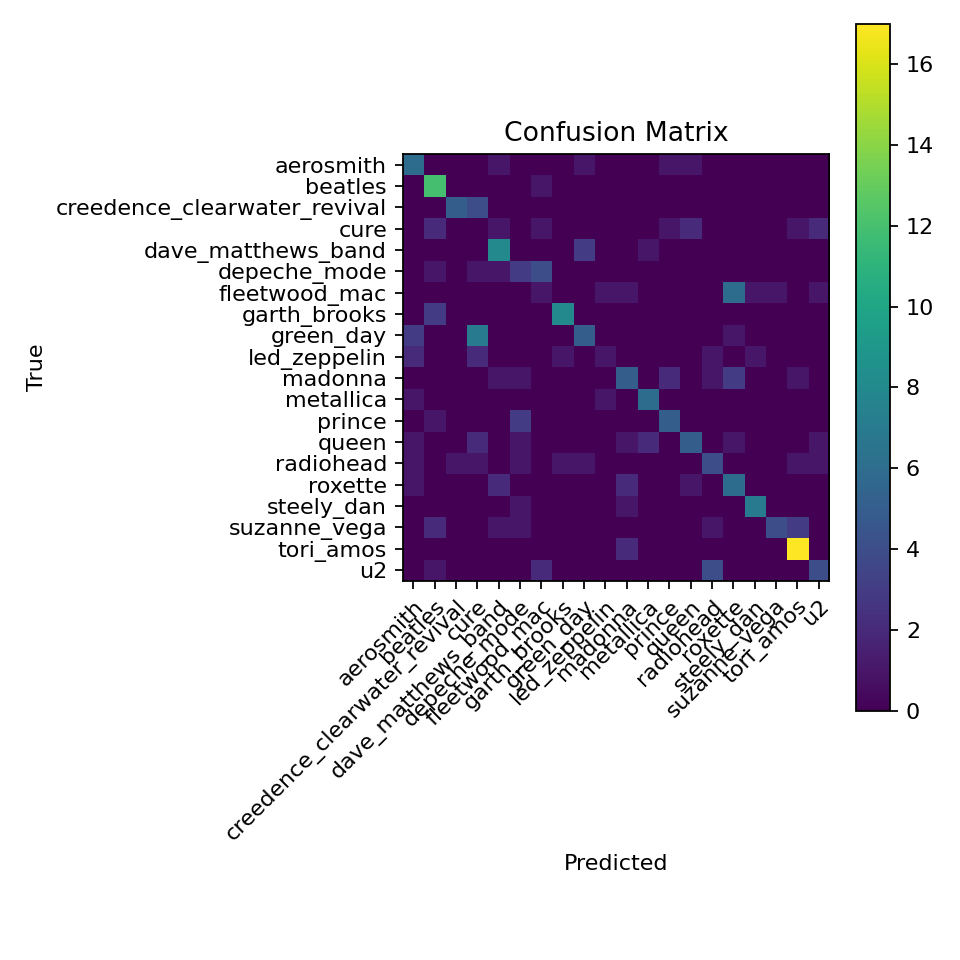 Confusion Matrix
True
aerosmith
beatles
creedence_clearwater_revival
cure
dave_matthews_band
depeche_mode
fleetwood_mac
garth_brooks
green_day
led_zeppelin
madonna
metallica
prince
queen
radiohead
roxette
steely_dan
suzanne_vega
tori_amos
u2
aerosmith
beatles
creedence_clearwater_revival
cure
dave_matthews_band
depeche_mode
fleetwood_mac
garth_brooks
green_day
led_zeppelin
madonna
metallica
prince
queen
radiohead
roxette
steely_dan
suzanne_vega
tori_amos
u2
Predicted
16
14
12
10
8
6
4
2
0